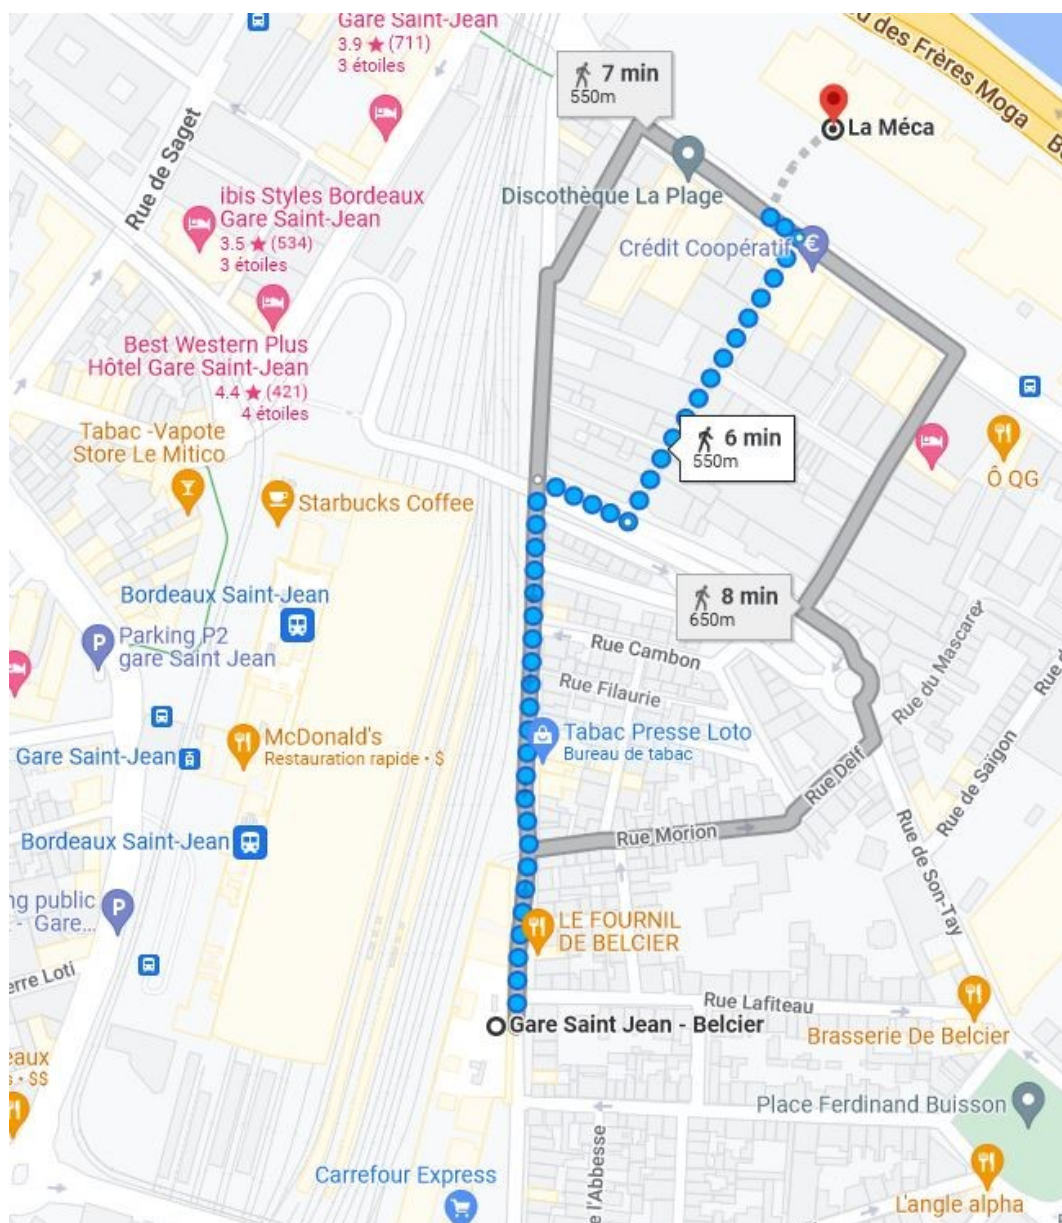 Gare Saint-Jean
3.9 ★ (711)
3 étoiles
7 min
550m
des Frères Moga
La Méca
Rue de Saget
Discothèque La Plage
ibis Styles Bordeaux
Gare Saint-Jean
3.5 ★ (534)
3 étoiles
Crédit Coopératif
€
Best Western Plus
Hôtel Gare Saint-Jean
4.4 ★ (421)
4 étoiles
Tabac -Vapote
Store Le Mitico
6 min
550m
Ô QG
Starbucks Coffee
Bordeaux Saint-Jean
8 min
650m
P
Parking P2
gare Saint Jean
Rue Cambon
Rue du Mascaret
Rue Filaurie
Tabac Presse Loto
Bureau de tabac
McDonald's
Restauration rapide • $
Gare Saint-Jean
Rue Delf
Rue de Saïgon
Bordeaux Saint-Jean
Rue Morion
Rue de Son-Tay
public
- Gare...
P
LE FOURNIL
DE BELCIER
Loti
Rue Lafiteau
Gare Saint Jean - Belcier
Brasserie De Belcier
$$
Place Ferdinand Buisson
l'Abbesse
Carrefour Express
L'angle alpha